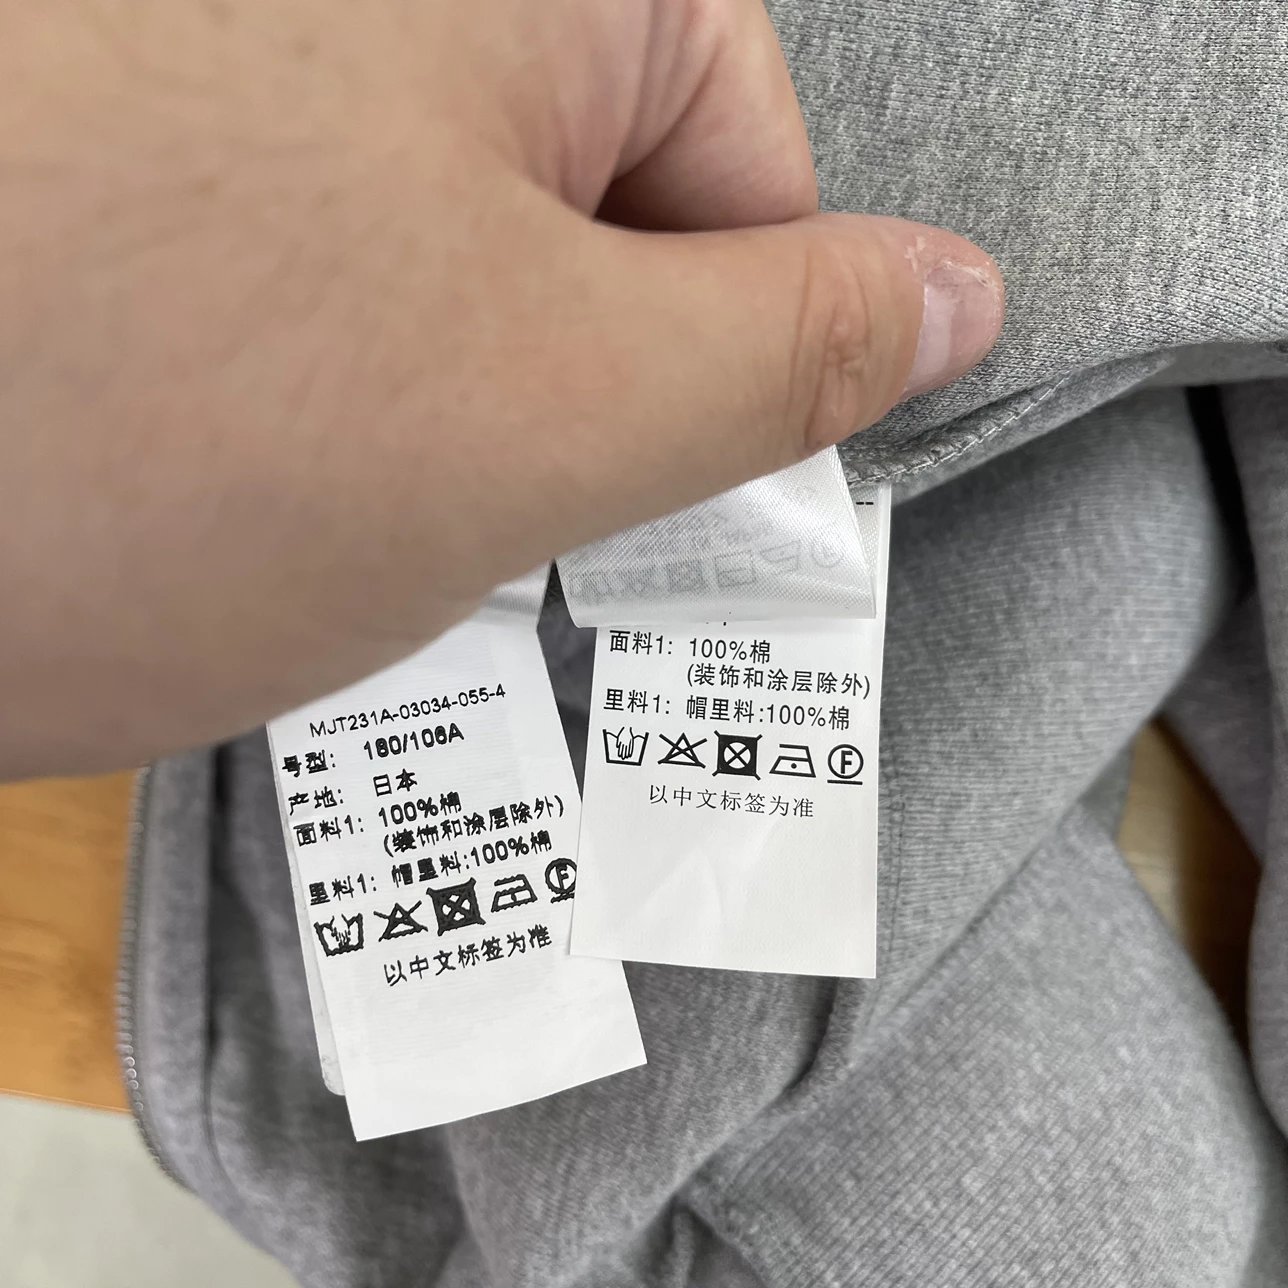 MJT231A-03034-055-4
号型: 180/108A
产地: 日本
面料1: 100%棉
(装饰和涂层除外)
里料1: 帽里料:100%棉
以中文标签为准
面料1: 100%棉
(装饰和涂层除外)
里料1: 帽里料:100%棉
F
以中文标签为准